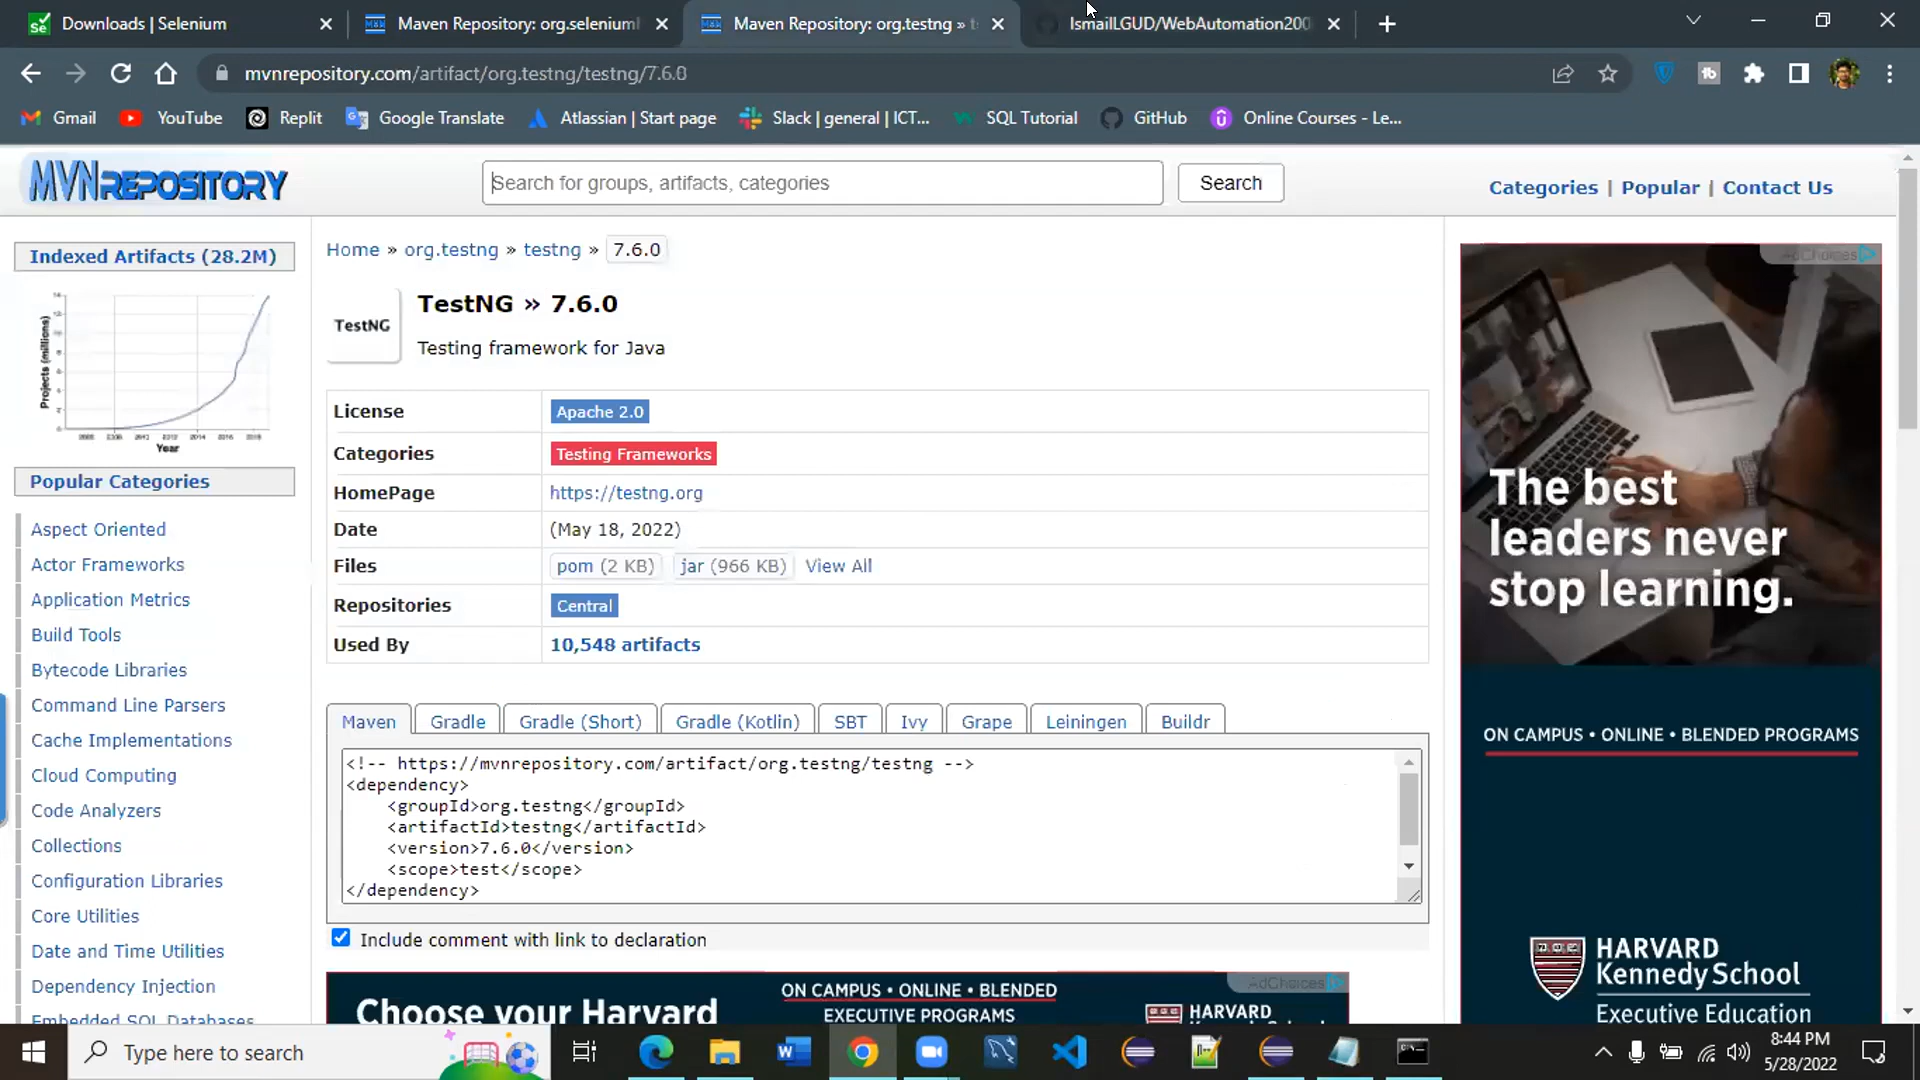 Downloads | Selenium
Maven Repository: org.selenium
Maven Repository: org.testng » t
IsmailLGUD/WebAutomation200
mvnrepository.com/artifact/org.testng/testng/7.6.0
Gmail
YouTube
Replit
Google Translate
Atlassian | Start page
Slack | general | ICT...
SQL Tutorial
GitHub
Online Courses - Le...
MVNREPOSITORY
Search for groups, artifacts, categories
Search
Categories | Popular | Contact Us
Indexed Artifacts (28.2M)
Projects (millions)
Year
Popular Categories
Aspect Oriented
Actor Frameworks
Application Metrics
Build Tools
Bytecode Libraries
Command Line Parsers
Cache Implementations
Cloud Computing
Code Analyzers
Collections
Configuration Libraries
Core Utilities
Date and Time Utilities
Dependency Injection
Embedded SQL Databases
Home » org.testng » testng » 7.6.0
TestNG
TestNG » 7.6.0
Testing framework for Java
License Apache 2.0
Categories Testing Frameworks
HomePage https://testng.org
Date (May 18, 2022)
Files pom (2 KB) jar (966 KB) View All
Repositories Central
Used By 10,548 artifacts
Maven Gradle Gradle (Short) Gradle (Kotlin) SBT Ivy Grape Leiningen Buildr
<!-- https://mvnrepository.com/artifact/org.testng/testng -->
<dependency>
<groupId>org.testng</groupId>
<artifactId>testng</artifactId>
<version>7.6.0</version>
<scope>test</scope>
</dependency>
Include comment with link to declaration
Choose your Harvard
ON CAMPUS • ONLINE • BLENDED
EXECUTIVE PROGRAMS
AdChoices
HARVARD
Kennedy School
AdChoices
The best
leaders never
stop learning.
ON CAMPUS • ONLINE • BLENDED PROGRAMS
HARVARD
Kennedy School
Executive Education
Type here to search
8:44 PM
5/28/2022